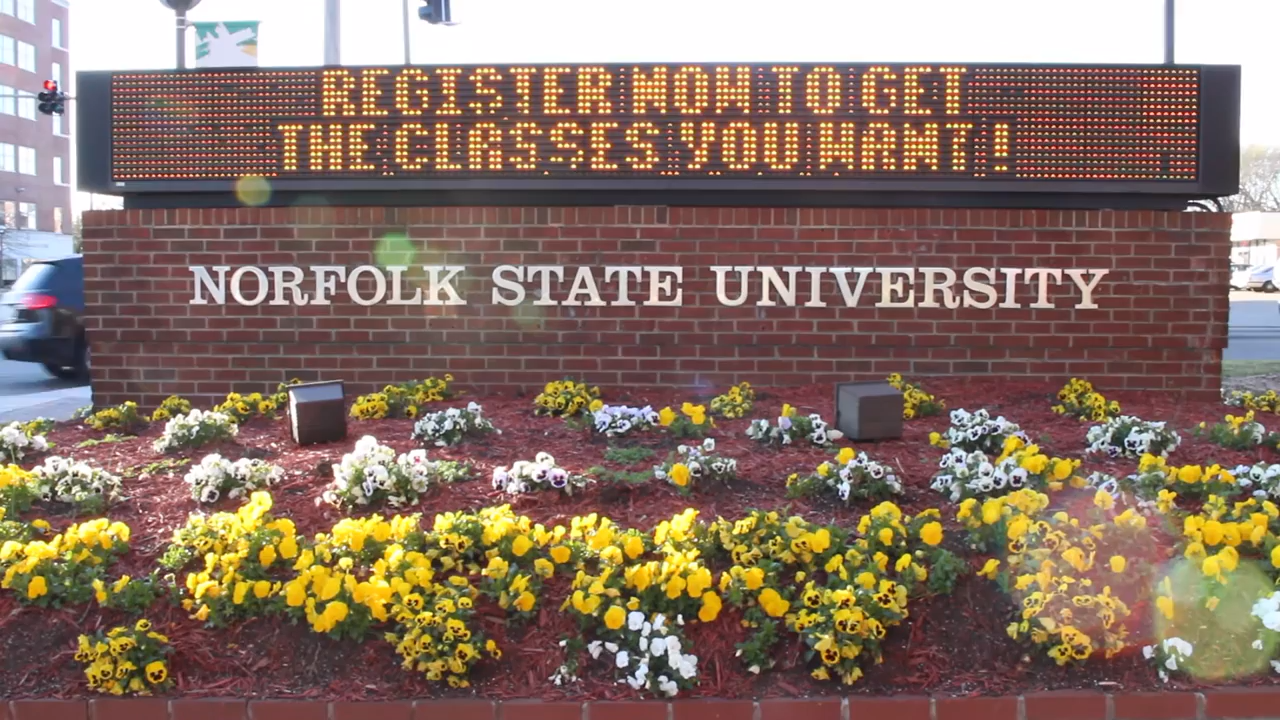 REGISTER NOW TO GET
THE CLASSES YOU WANT!
NORFOLK STATE UNIVERSITY